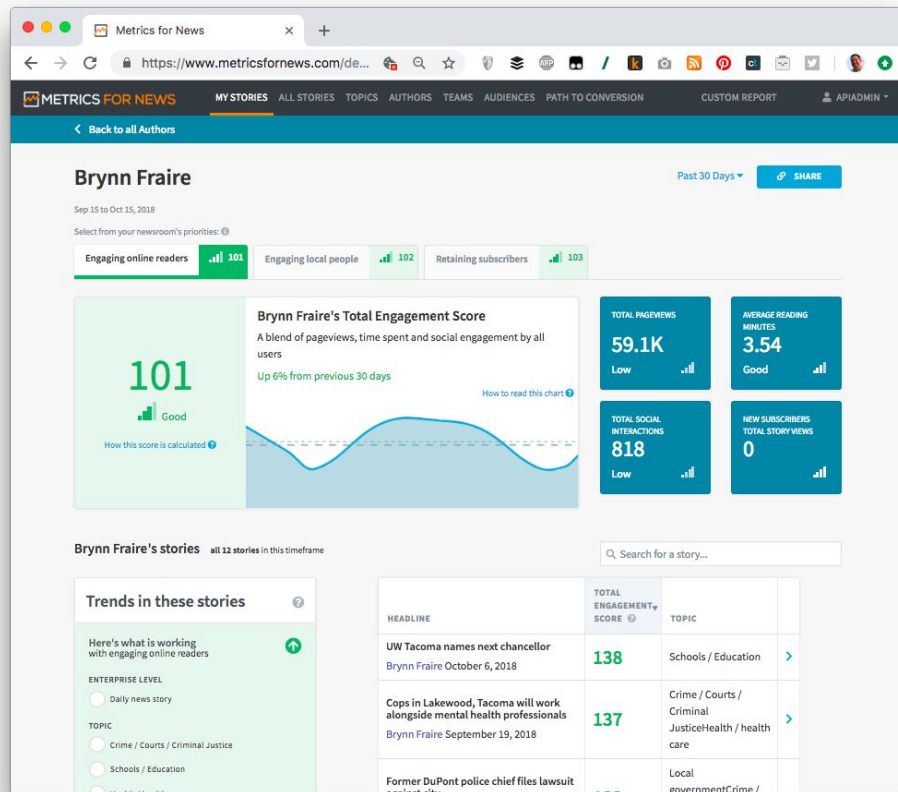 Metrics for News
https://www.metricsfornews.com/de...
METRICS FOR NEWS
MY STORIES ALL STORIES TOPICS AUTHORS TEAMS AUDIENCES PATH TO CONVERSION CUSTOM REPORT APIADMIN
Back to all Authors
Brynn Fraire
Past 30 Days
SHARE
Sep 15 to Oct 15, 2018
Select from your newsroom's priorities:
Engaging online readers 101
Engaging local people 102
Retaining subscribers 103
101
Good
How this score is calculated
Brynn Fraire's Total Engagement Score
A blend of pageviews, time spent and social engagement by all
users
Up 6% from previous 30 days
How to read this chart
TOTAL PAGEVIEWS
59.1K
Low
AVERAGE READING
MINUTES
3.54
Good
TOTAL SOCIAL
INTERACTIONS
818
Low
NEW SUBSCRIBERS
TOTAL STORY VIEWS
0
Brynn Fraire's stories all 12 stories in this timeframe
Search for a story...
Trends in these stories
Here's what is working
with engaging online readers
ENTERPRISE LEVEL
Daily news story
TOPIC
Crime / Courts / Criminal Justice
Schools / Education
HEADLINE
TOTAL
ENGAGEMENT
SCORE
TOPIC
UW Tacoma names next chancellor
Brynn Fraire October 6, 2018
138
Schools / Education
Cops in Lakewood, Tacoma will work
alongside mental health professionals
Brynn Fraire September 19, 2018
137
Crime / Courts /
Criminal
JusticeHealth / health
care
Former DuPont police chief files lawsuit
against city
Local
governmentCrime /